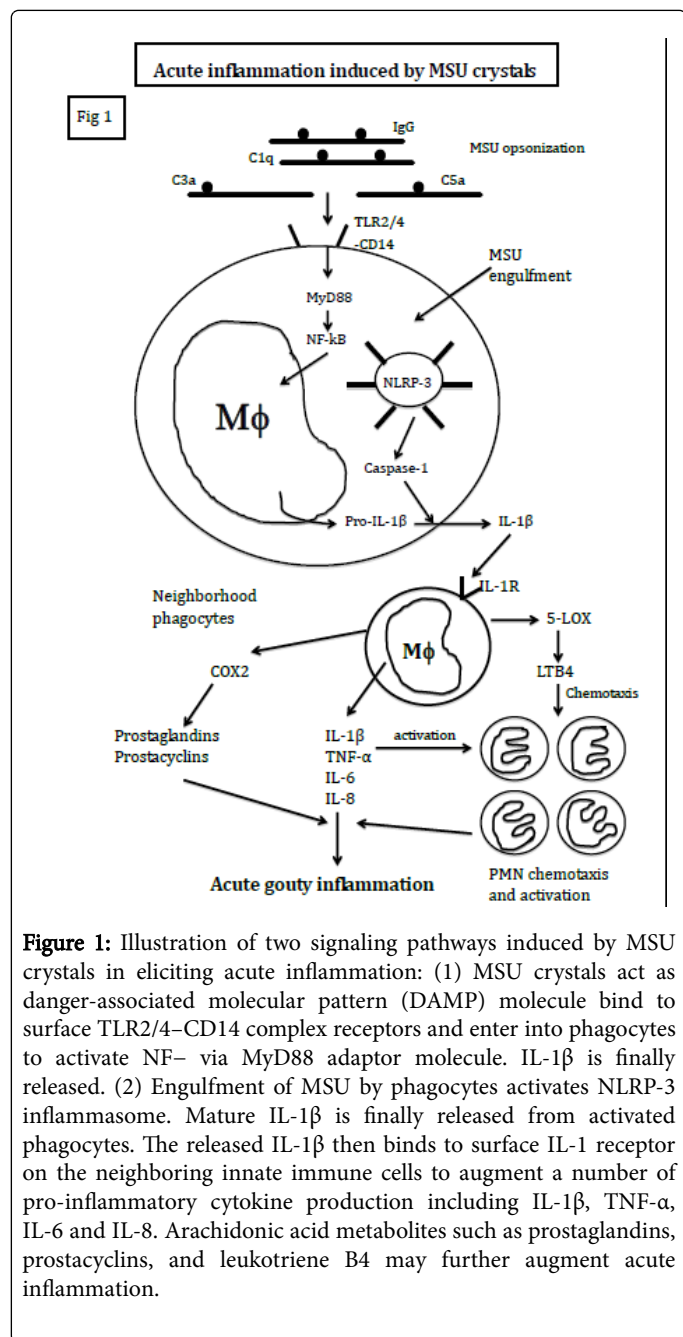 Acute inflammation induced by MSU crystals
Fig 1
IgG
C1q
MSU opsonization
C3a
C5a
TLR2/4
-CD14
MSU
engulfment
MyD88
NF-kB
NLRP-3
Mϕ
Caspase-1
Pro-IL-1β
IL-1β
IL-1R
Neighborhood
phagocytes
5-LOX
Mϕ
COX2
LTB4
Chemotaxis
Prostaglandins
Prostacyclins
IL-1β
TNF-α
IL-6
IL-8
activation
Acute gouty inflammation
PMN chemotaxis
and activation
Figure 1: Illustration of two signaling pathways induced by MSU
crystals in eliciting acute inflammation: (1) MSU crystals act as
danger-associated molecular pattern (DAMP) molecule bind to
surface TLR2/4–CD14 complex receptors and enter into phagocytes
to activate NF− via MyD88 adaptor molecule. IL-1β is finally
released. (2) Engulfment of MSU by phagocytes activates NLRP-3
inflammasome. Mature IL-1β is finally released from activated
phagocytes. The released IL-1β then binds to surface IL-1 receptor
on the neighboring innate immune cells to augment a number of
pro-inflammatory cytokine production including IL-1β, TNF-α,
IL-6 and IL-8. Arachidonic acid metabolites such as prostaglandins,
prostacyclins, and leukotriene B4 may further augment acute
inflammation.